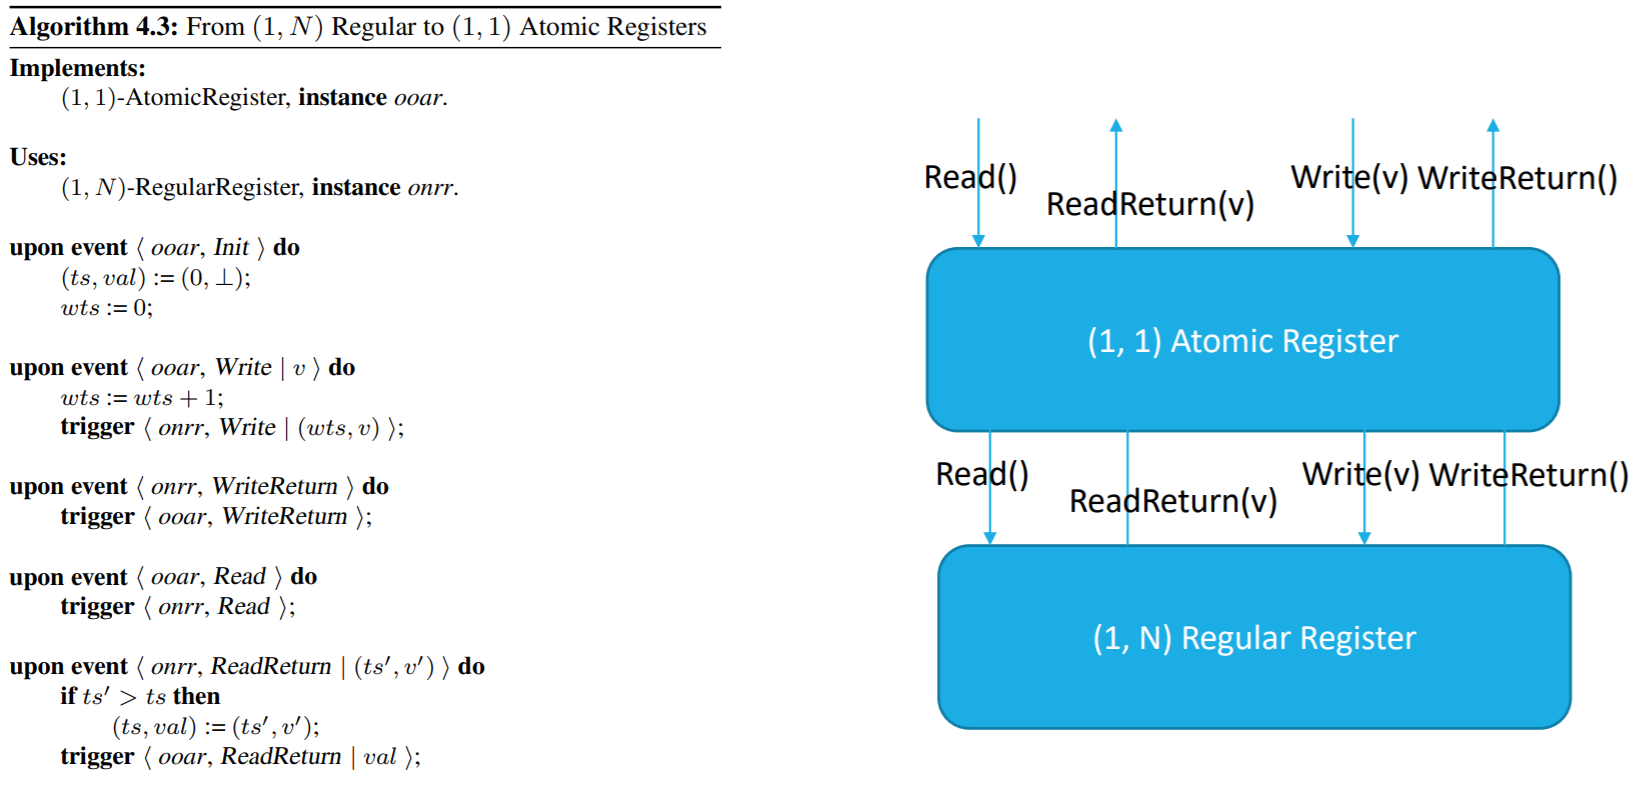 Algorithm 4.3: From (1, N) Regular to (1, 1) Atomic Registers
Implements:
(1, 1)-AtomicRegister, instance ooar.
Uses:
(1, N)-RegularRegister, instance onrr.
upon event ⟨ ooar, Init ⟩ do
(ts, val) := (0, ⊥);
wts := 0;
upon event ⟨ ooar, Write | v ⟩ do
wts := wts + 1;
trigger ⟨ onrr, Write | (wts, v) ⟩;
upon event ⟨ onrr, WriteReturn ⟩ do
trigger ⟨ ooar, WriteReturn ⟩;
upon event ⟨ ooar, Read ⟩ do
trigger ⟨ onrr, Read ⟩;
upon event ⟨ onrr, ReadReturn | (ts′, v′) ⟩ do
if ts′ > ts then
(ts, val) := (ts′, v′);
trigger ⟨ ooar, ReadReturn | val ⟩;
Read()
ReadReturn(v)
Write(v)
WriteReturn()
(1, 1) Atomic Register
Read()
ReadReturn(v)
Write(v)
WriteReturn()
(1, N) Regular Register